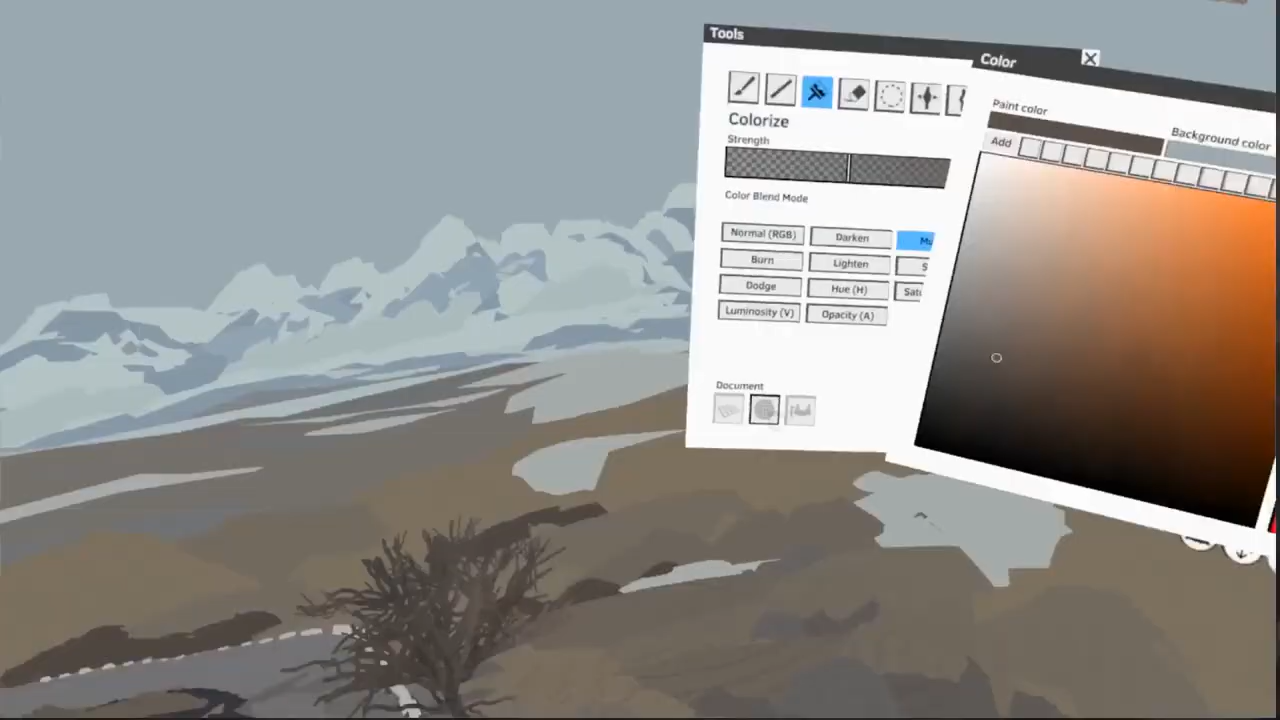 Tools
Colorize
Strength
Color Blend Mode
Normal (RGB) Darken
Burn Lighten
Dodge Hue (H)
Luminosity (V) Opacity (A)
Document
Color
Paint color
Background color
Add